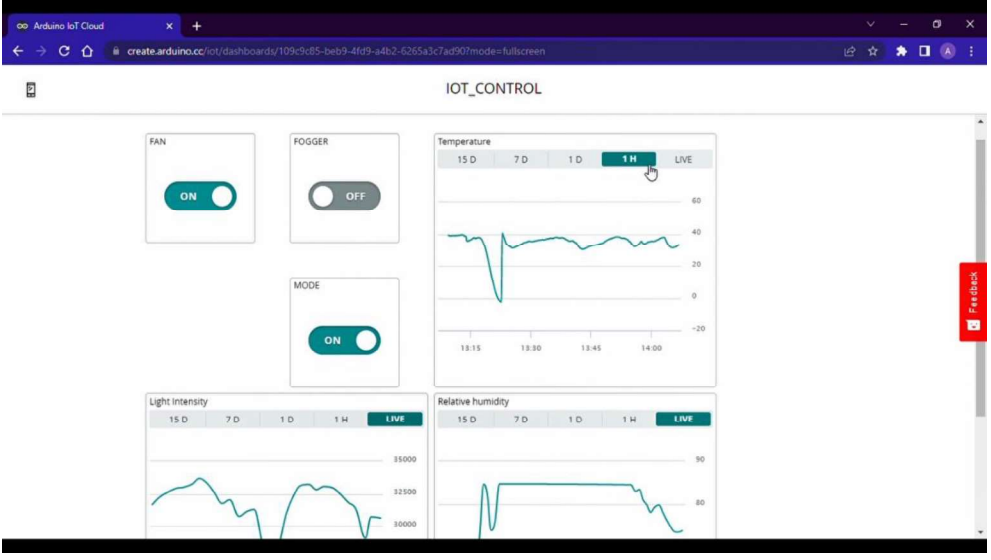 Arduino IoT Cloud
create.arduino.cc/iot/dashboards/109c9c85-beb9-4fd9-a4b2-6265a3c7ad90?mode=fullscreen
A
IOT_CONTROL
FAN
ON
FOGGER
OFF
MODE
ON
Temperature
15 D 7 D 1 D 1 H LIVE
60
40
20
0
-20
13:15 13:30 13:45 14:00
Feedback
Light Intensity
15 D 7 D 1 D 1 H LIVE
35000
32500
30000
Relative humidity
15 D 7 D 1 D 1 H LIVE
90
80